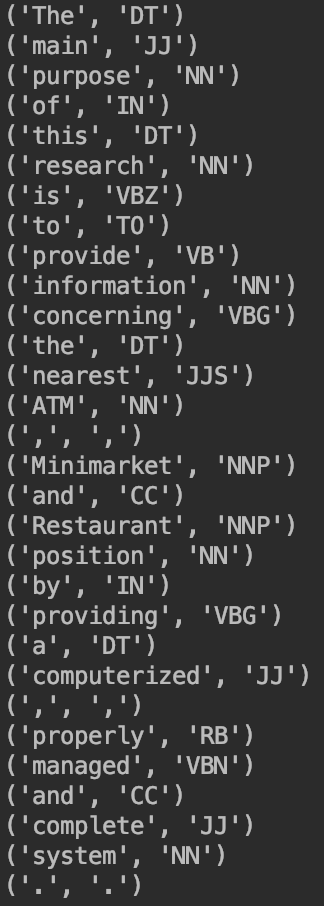 ('The', 'DT')
('main', 'JJ')
('purpose', 'NN')
('of', 'IN')
('this', 'DT')
('research', 'NN')
('is', 'VBZ')
('to', 'TO')
('provide', 'VB')
('information', 'NN')
('concerning', 'VBG')
('the', 'DT')
('nearest', 'JJS')
('ATM', 'NN')
(',', ',')
('Minimarket', 'NNP')
('and', 'CC')
('Restaurant', 'NNP')
('position', 'NN')
('by', 'IN')
('providing', 'VBG')
('a', 'DT')
('computerized', 'JJ')
(',', ',')
('properly', 'RB')
('managed', 'VBN')
('and', 'CC')
('complete', 'JJ')
('system', 'NN')
('.', '.')